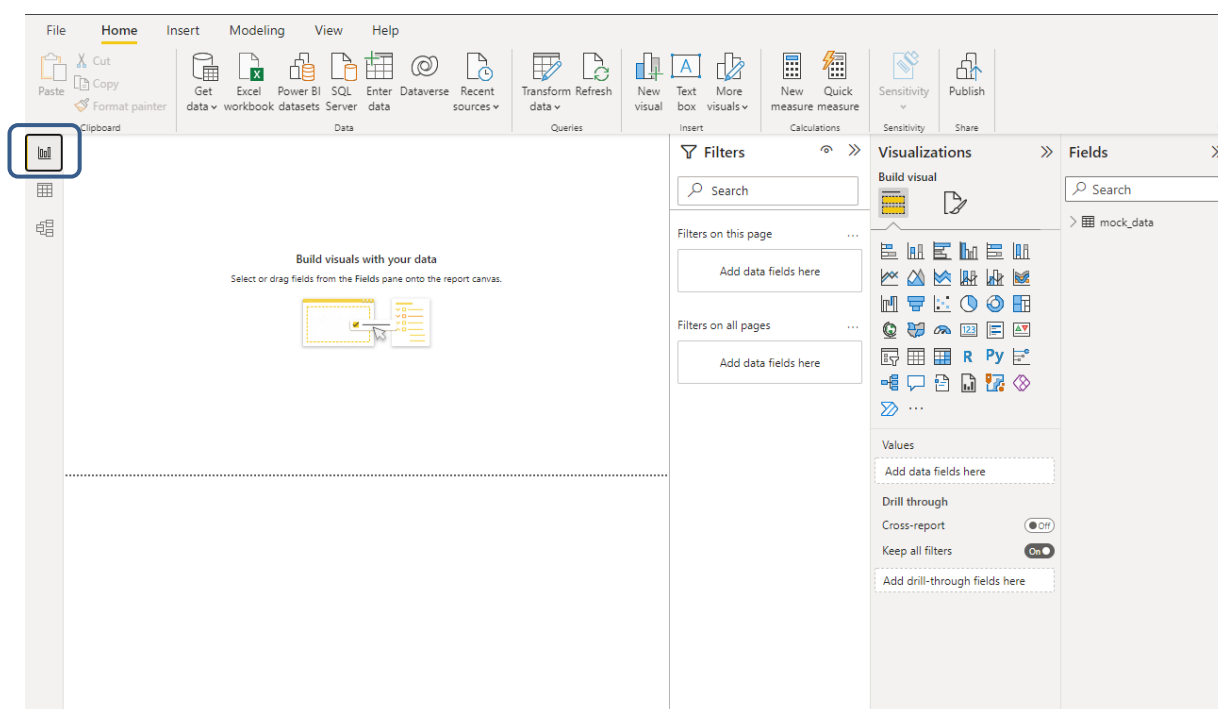 File Home Insert Modeling View Help
Cut
Copy
Paste
Format painter
Clipboard
Get data
Excel workbook
Power BI datasets
SQL Server
Enter data
Dataverse
Recent sources
Data
Transform data
Refresh
Queries
New visual
Text box
A
More visuals
Insert
New measure
Quick measure
Calculations
Sensitivity
Sensitivity
Publish
Share
Filters
Search
Filters on this page ...
Add data fields here
Filters on all pages ...
Add data fields here
Build visuals with your data
Select or drag fields from the Fields pane onto the report canvas.
Visualizations
Build visual
123
R Py
...
Values
Add data fields here
Drill through
Cross-report Off
Keep all filters On
Add drill-through fields here
Fields
Search
mock_data